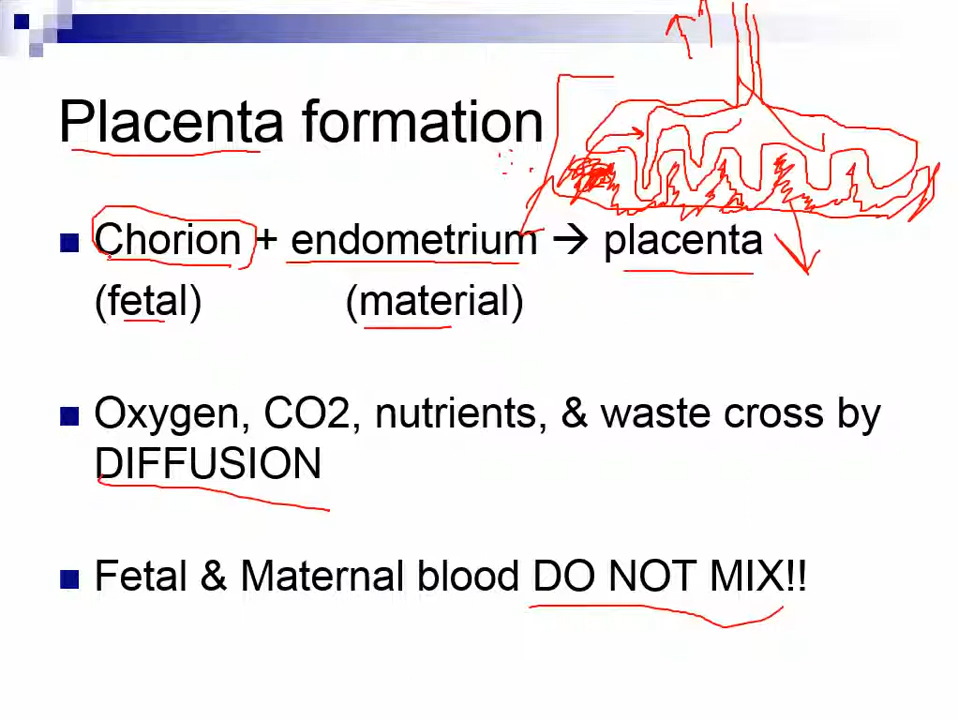 Placenta formation
Chorion + endometrium → placenta
(fetal) (material)
Oxygen, CO2, nutrients, & waste cross by
DIFFUSION
Fetal & Maternal blood DO NOT MIX!!